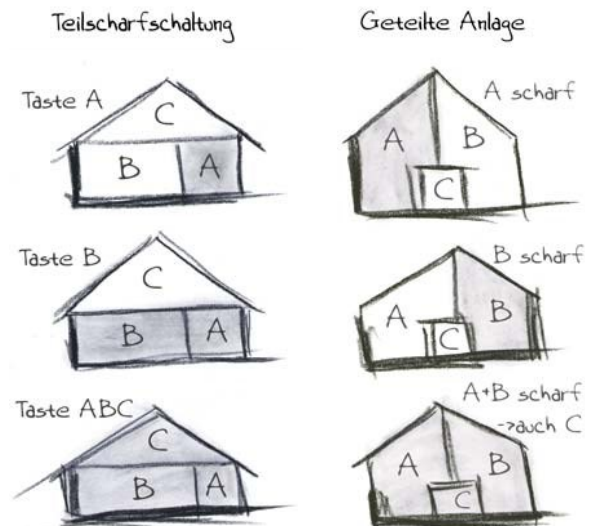 Teilscharfschaltung
Taste A
C
B
A
Taste B
C
B
A
Taste ABC
C
B
A
Geteilte Anlage
A scharf
A
B
C
B scharf
A
B
C
A+B scharf
->auch C
A
B
C